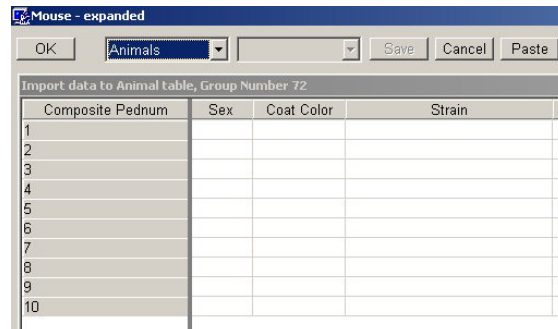 Mouse - expanded
OK Animals Save Cancel Paste
Import data to Animal table, Group Number 72
Composite Pednum Sex Coat Color Strain
1
2
3
4
5
6
7
8
9
10